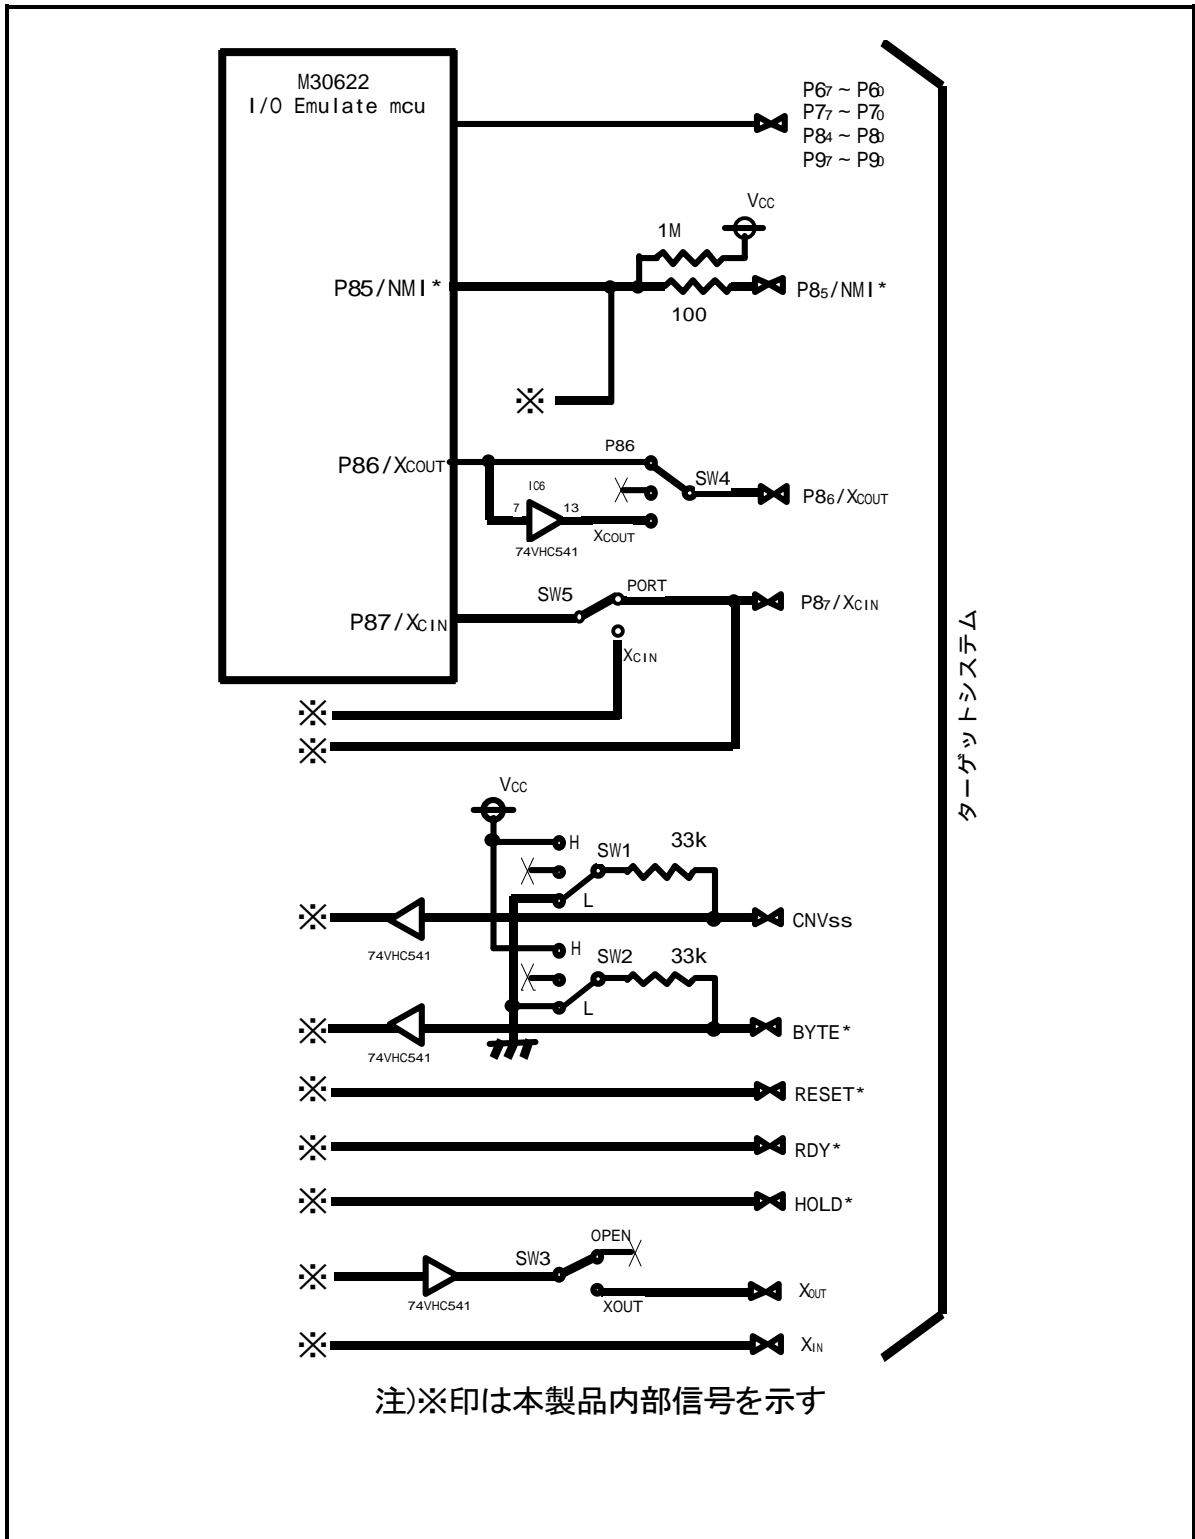 M30622
I/O Emulate mcu
P67 ~ P60
P77 ~ P70
P84 ~ P80
P97 ~ P90
VCC
1M
P85/NMI*
P85/NMI*
100
※
P86
P86/XCOUT
SW4
IC6
7
13
P86/XCOUT
XCOUT
74VHC541
PORT
SW5
P87/XCIN
P87/XCIN
XCIN
※
※
ターゲットシステム
VCC
H
SW1
33k
L
※
CNVss
74VHC541
H
SW2
33k
L
※
BYTE*
74VHC541
※
RESET*
※
RDY*
※
HOLD*
OPEN
SW3
※
XOUT
74VHC541
XOUT
※
XIN
注)※印は本製品内部信号を示す